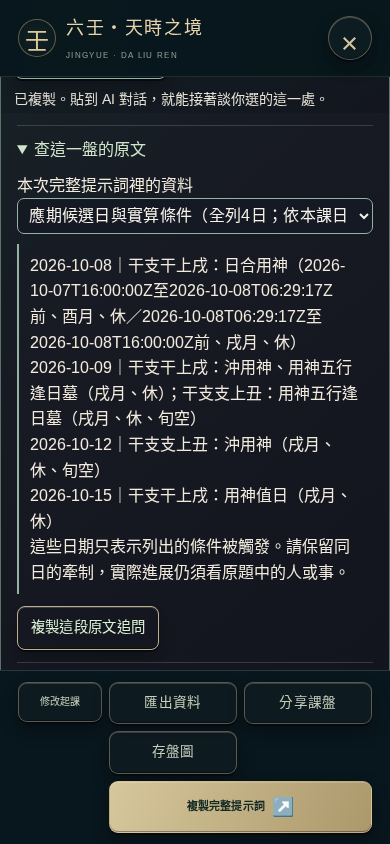 壬
六壬・天時之境
JINGYUE · DA LIU REN
×
已複製。貼到 AI 對話，就能接著談你選的這一處。
▼ 查這一盤的原文
本次完整提示詞裡的資料
應期候選日與實算條件（全列4日；依本課日
2026-10-08｜干支干上戌：日合用神（2026-
10-07T16:00:00Z至2026-10-08T06:29:17Z
前、酉月、休／2026-10-08T06:29:17Z至
2026-10-08T16:00:00Z前、戌月、休）
2026-10-09｜干支干上戌：沖用神、用神五行
逢日墓（戌月、休）；干支支上丑：用神五行逢
日墓（戌月、休、旬空）
2026-10-12｜干支支上丑：沖用神（戌月、
休、旬空）
2026-10-15｜干支干上戌：用神值日（戌月、
休）
這些日期只表示列出的條件被觸發。請保留同
日的牽制，實際進展仍須看原題中的人或事。
複製這段原文追問
修改起課
匯出資料
分享課盤
存盤圖
複製完整提示詞 ↗